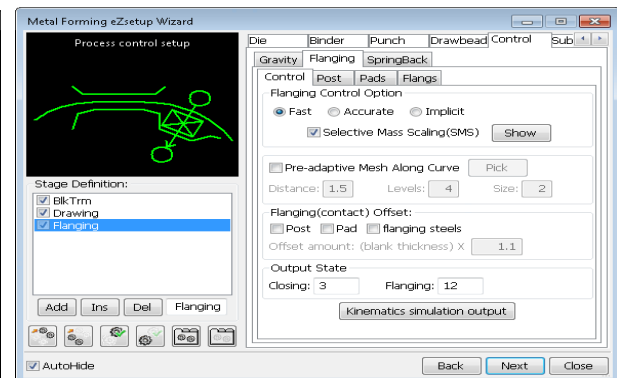 Metal Forming eZsetup Wizard
Process control setup
Die Binder Punch Drawbead Control Sub
Gravity Flanging SpringBack
Control Post Pads Flangs
Flanging Control Option
Fast Accurate Implicit
Selective Mass Scaling(SMS) Show
Pre-adaptive Mesh Along Curve Pick
Distance: 1.5 Levels: 4 Size: 2
Stage Definition:
BlkTrm
Drawing
Flanging
Flanging(contact) Offset:
Post Pad flanging steels
Offset amount: (blank thickness) X 1.1
Output State
Closing: 3 Flanging: 12
Add Ins Del Flanging
Kinematics simulation output
AutoHide
Back Next Close